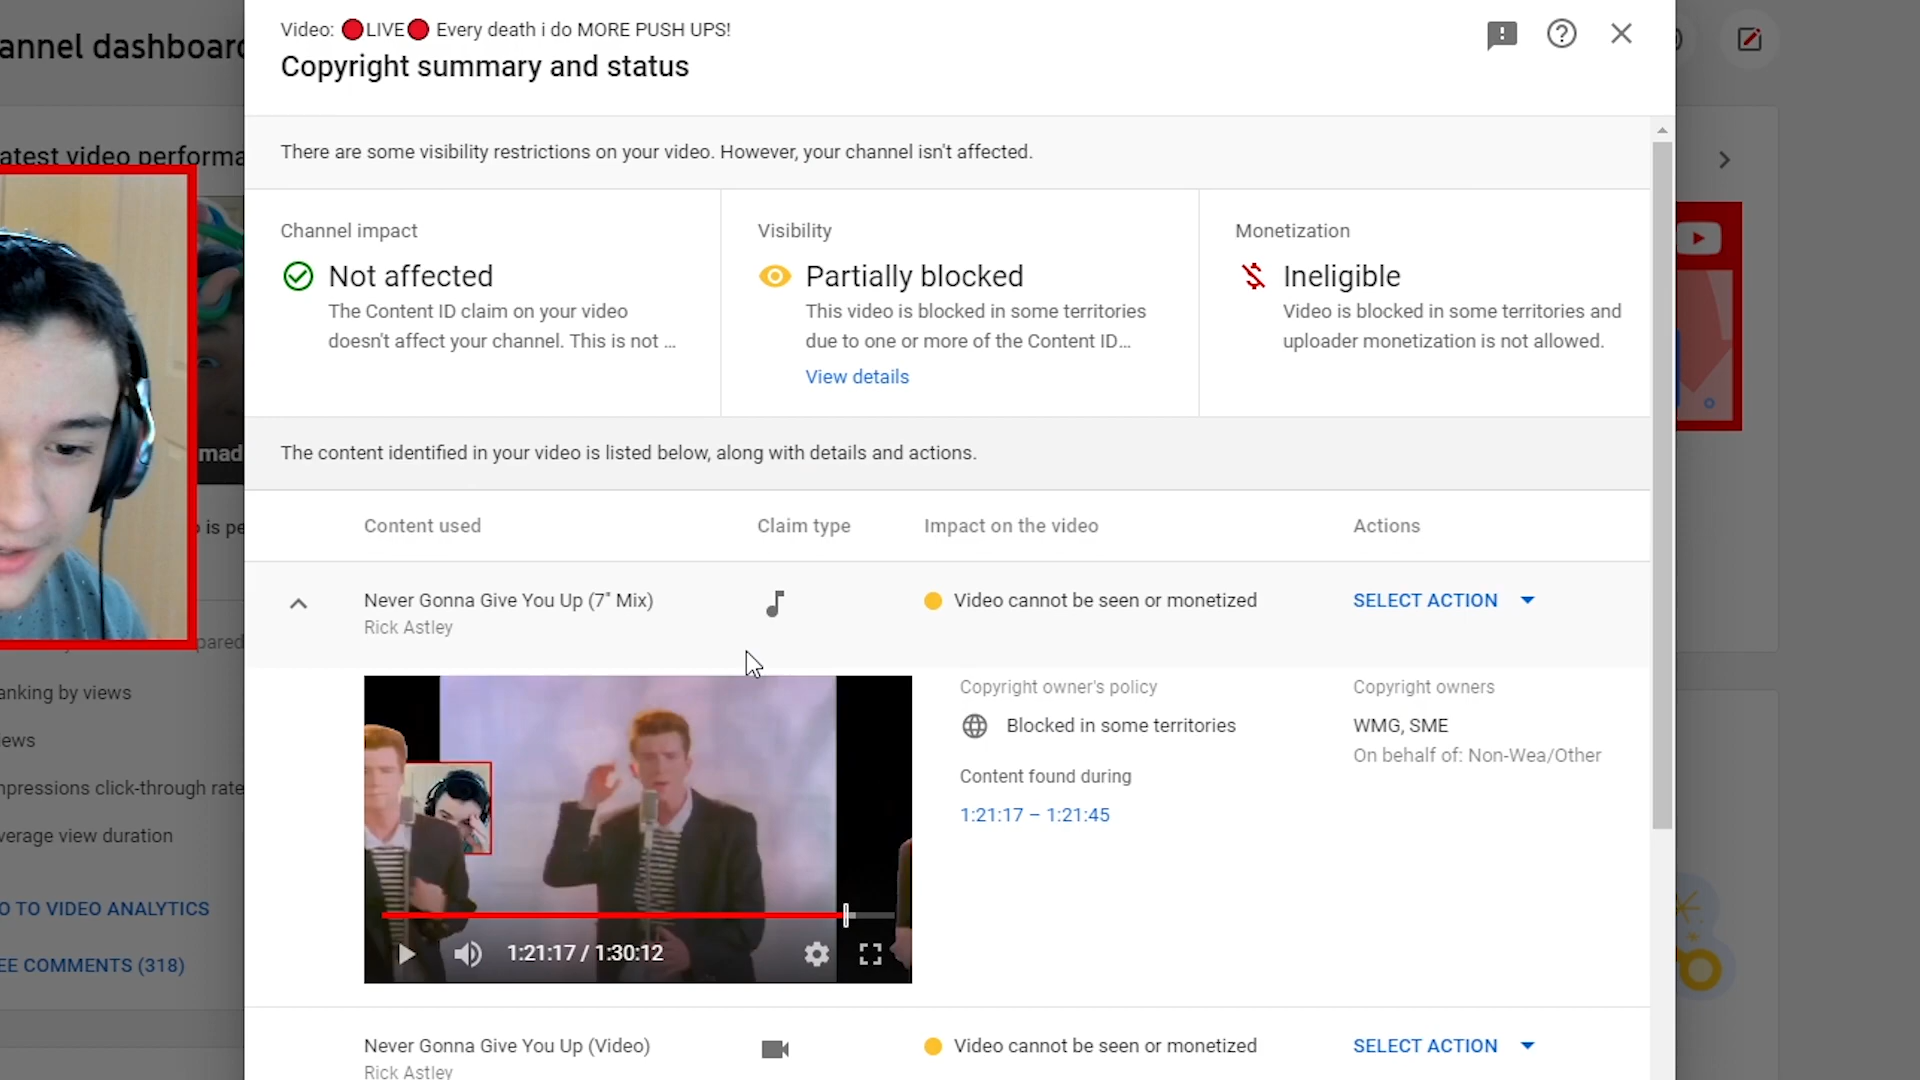 annel dashboard
Video: 🔴LIVE🔴 Every death i do MORE PUSH UPS!
Copyright summary and status
There are some visibility restrictions on your video. However, your channel isn't affected.
atest video performa
Channel impact
Not affected
The Content ID claim on your video
doesn't affect your channel. This is not ...
Visibility
Partially blocked
This video is blocked in some territories
due to one or more of the Content ID...
View details
Monetization
Ineligible
Video is blocked in some territories and
uploader monetization is not allowed.
mad
The content identified in your video is listed below, along with details and actions.
is pe
Content used Claim type Impact on the video Actions
Never Gonna Give You Up (7" Mix) Video cannot be seen or monetized SELECT ACTION
Rick Astley
pared
anking by views
ews
mpressions click-through rate
verage view duration
O TO VIDEO ANALYTICS
EE COMMENTS (318)
1:21:17 / 1:30:12
Copyright owner's policy
Blocked in some territories
Content found during
1:21:17 – 1:21:45
Copyright owners
WMG, SME
On behalf of: Non-Wea/Other
Never Gonna Give You Up (Video) Video cannot be seen or monetized SELECT ACTION
Rick Astley